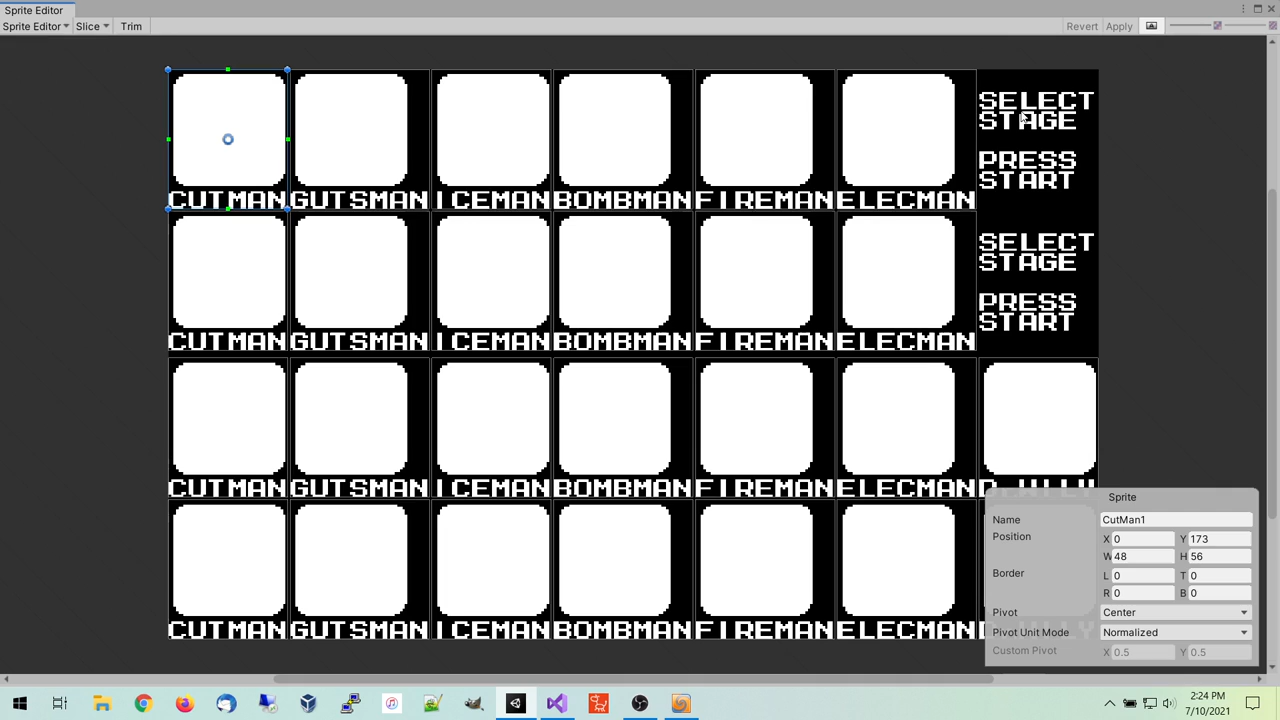 Sprite Editor
Sprite Editor Slice Trim Revert Apply
SELECT
STAGE
PRESS
START
CUTMAN GUTSMAN ICEMAN BOMBMAN FIREMAN ELECMAN
SELECT
STAGE
PRESS
START
CUTMAN GUTSMAN ICEMAN BOMBMAN FIREMAN ELECMAN
CUTMAN GUTSMAN ICEMAN BOMBMAN FIREMAN ELECMAN
CUTMAN GUTSMAN ICEMAN BOMBMAN FIREMAN ELECMAN
Sprite
Name CutMan1
Position X 0 Y 173
W 48 H 56
Border L 0 T 0
R 0 B 0
Pivot Center
Pivot Unit Mode Normalized
Custom Pivot X 0.5 Y 0.5
2:24 PM
7/10/2021